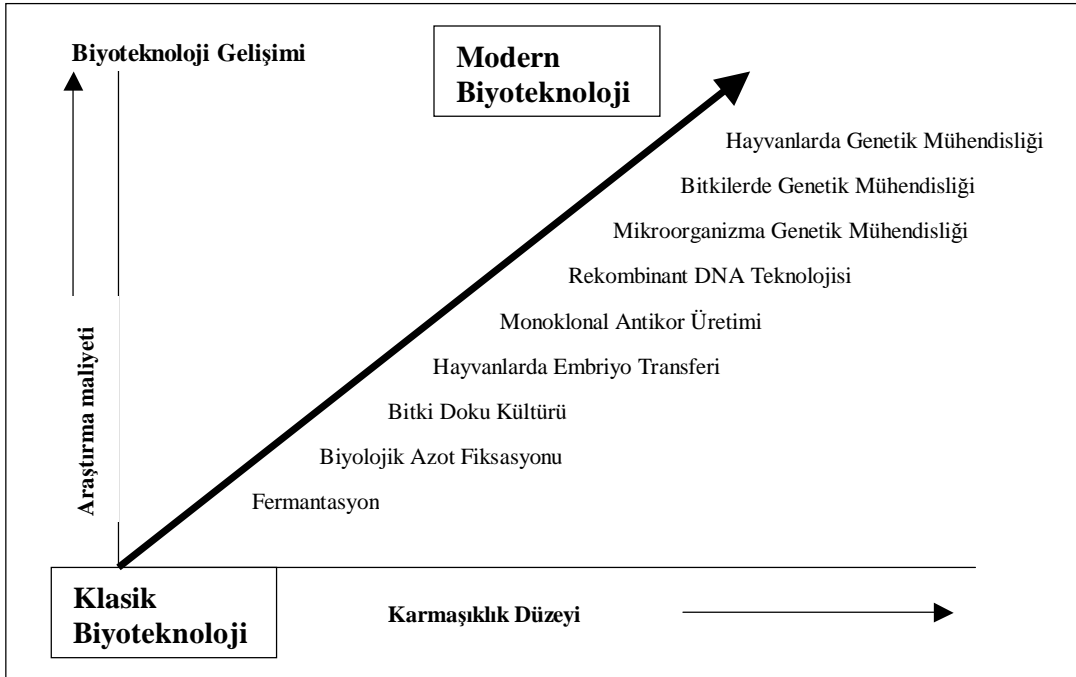 Biyoteknoloji Gelişimi
Modern
Biyoteknoloji
Hayvanlarda Genetik Mühendisliği
Bitkilerde Genetik Mühendisliği
Mikroorganizma Genetik Mühendisliği
Rekombinant DNA Teknolojisi
Monoklonal Antikor Üretimi
Hayvanlarda Embriyo Transferi
Bitki Doku Kültürü
Biyolojik Azot Fiksasyonu
Fermantasyon
Araştırma maliyeti
Klasik
Biyoteknoloji
Karmaşıklık Düzeyi